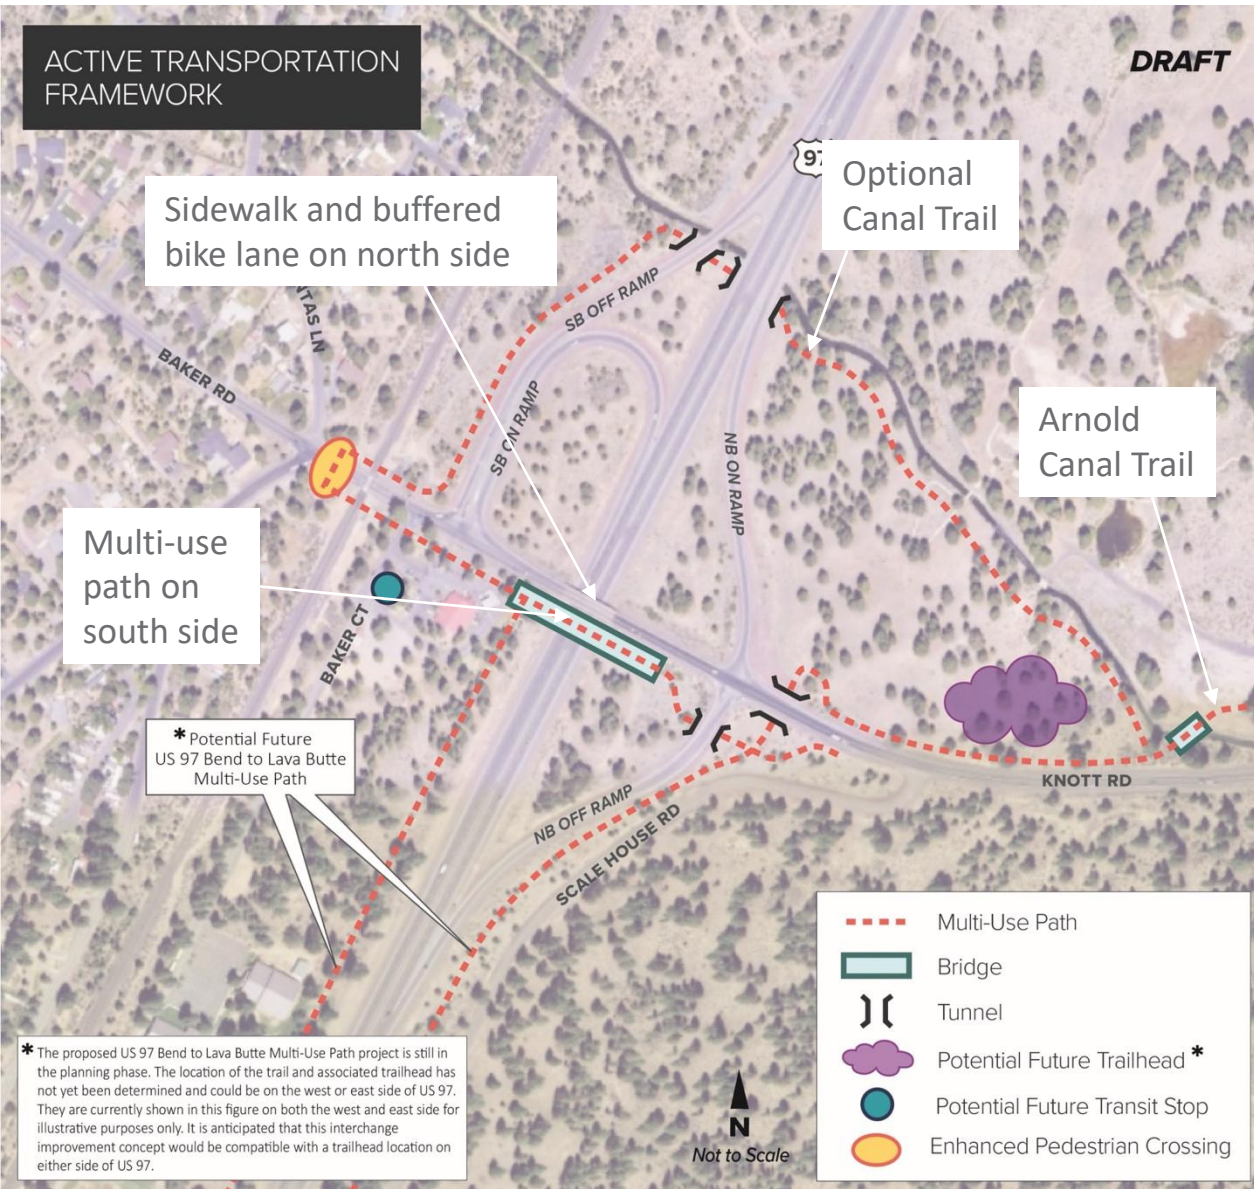 ACTIVE TRANSPORTATION
FRAMEWORK
DRAFT
97
Optional
Canal Trail
Sidewalk and buffered
bike lane on north side
SB OFF RAMP
NTAS LN
BAKER RD
SB ON RAMP
NB ON RAMP
Arnold
Canal Trail
Multi-use
path on
south side
BAKER CT
* Potential Future
US 97 Bend to Lava Butte
Multi-Use Path
KNOTT RD
NB OFF RAMP
SCALE HOUSE RD
Multi-Use Path
Bridge
Tunnel
Potential Future Trailhead *
Potential Future Transit Stop
Enhanced Pedestrian Crossing
N
Not to Scale
* The proposed US 97 Bend to Lava Butte Multi-Use Path project is still in
the planning phase. The location of the trail and associated trailhead has
not yet been determined and could be on the west or east side of US 97.
They are currently shown in this figure on both the west and east side for
illustrative purposes only. It is anticipated that this interchange
improvement concept would be compatible with a trailhead location on
either side of US 97.